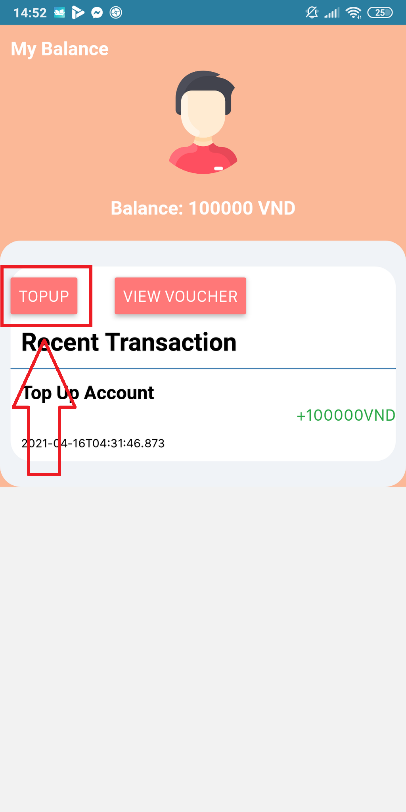 14:52
25
My Balance
Balance: 100000 VND
TOPUP
VIEW VOUCHER
Recent Transaction
Top Up Account
+100000VND
2021-04-16T04:31:46.873